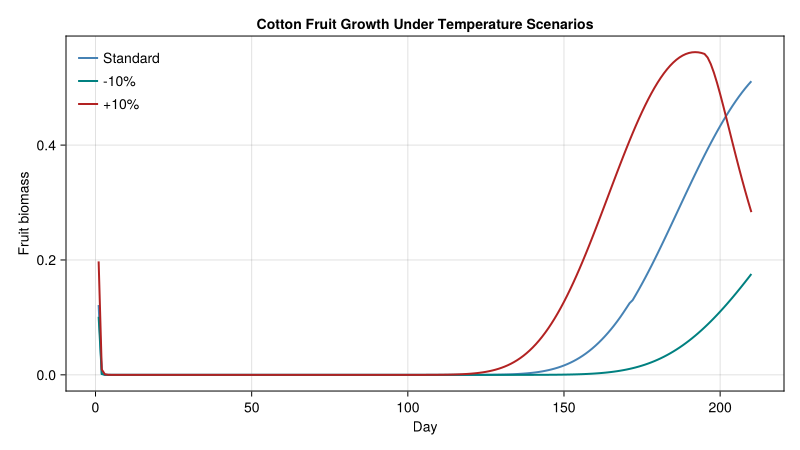 Cotton Fruit Growth Under Temperature Scenarios
Standard
-10%
+10%
Fruit biomass
0.4
0.2
0.0
0
50
100
150
200
Day